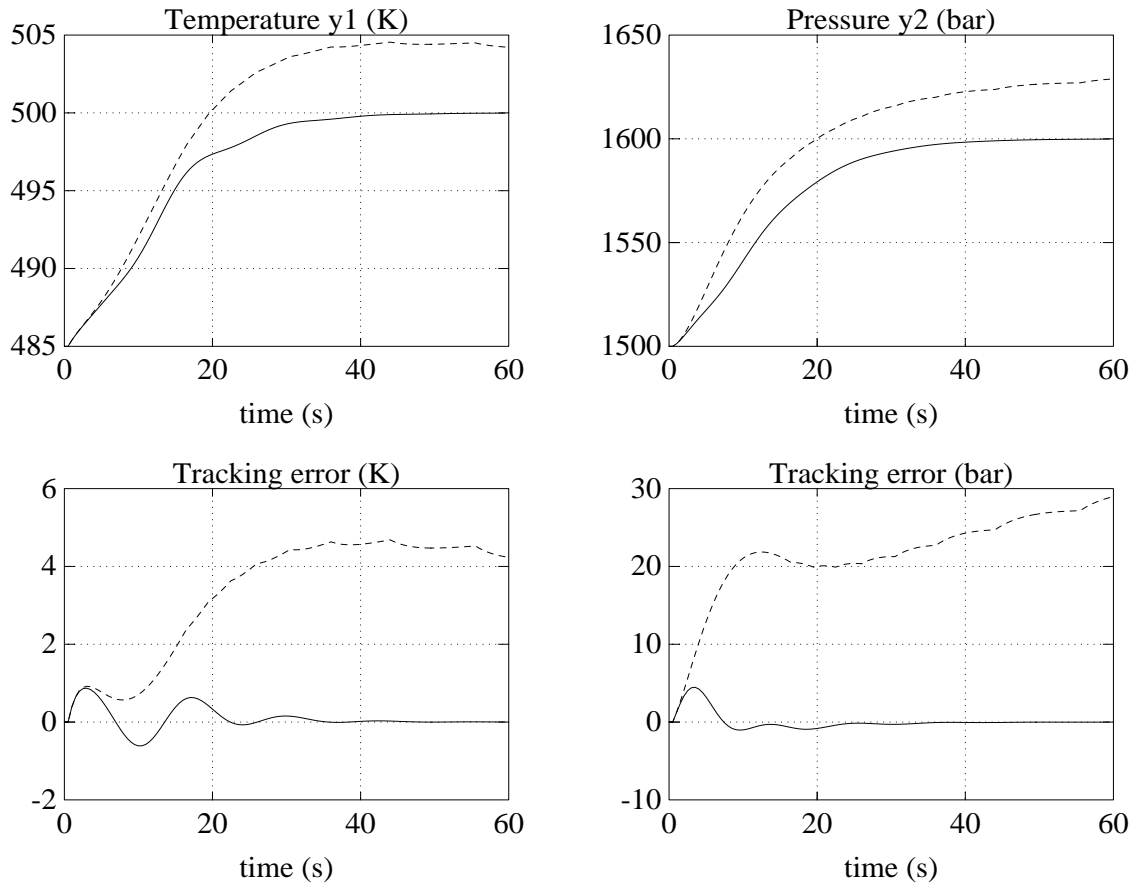 Temperature y1 (K)
505
500
495
490
485
0 20 40 60
time (s)
Pressure y2 (bar)
1650
1600
1550
1500
0 20 40 60
time (s)
Tracking error (K)
6
4
2
0
-2
0 20 40 60
time (s)
Tracking error (bar)
30
20
10
0
-10
0 20 40 60
time (s)